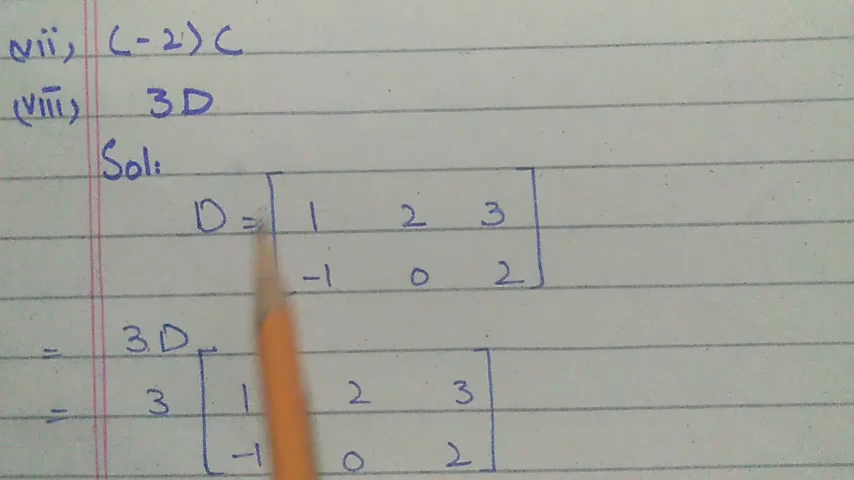 vii, (-2) C
(viii) 3D
Sol:
D = [ 1 2 3
-1 0 2 ]
= 3D
= 3 [ 1 2 3
-1 0 2 ]